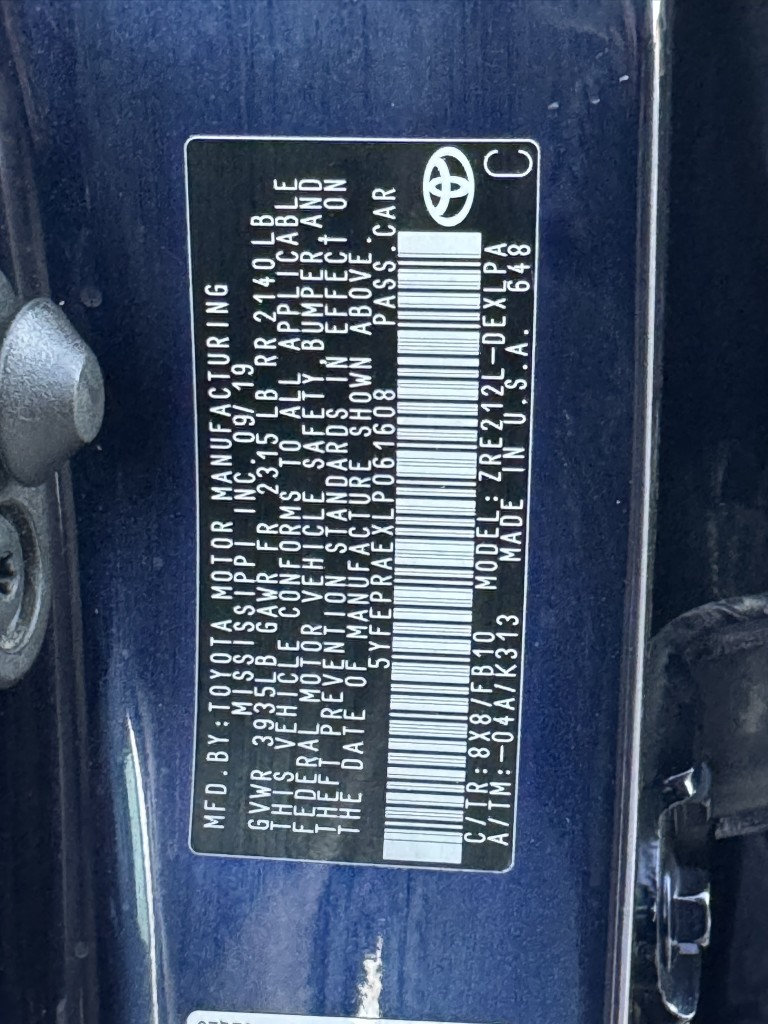 MFD.BY:TOYOTA MOTOR MANUFACTURING
MISSISSIPPI INC.09/19
GVWR 3935LB GAWR FR 2315 LB RR 2140 LB
THIS VEHICLE CONFORMS TO ALL APPLICABLE
FEDERAL MOTOR VEHICLE SAFETY,BUMPER,AND
THEFT PREVENTION STANDARDS IN EFFECT ON
THE DATE OF MANUFACTURE SHOWN ABOVE.
5YFEPRAEXLP061608 PASS.CAR
C/TR:8X8/FB10 MODEL:ZRE212L-DEXLPA
A/TM:-04A/K313 MADE IN U.S.A. 648
C